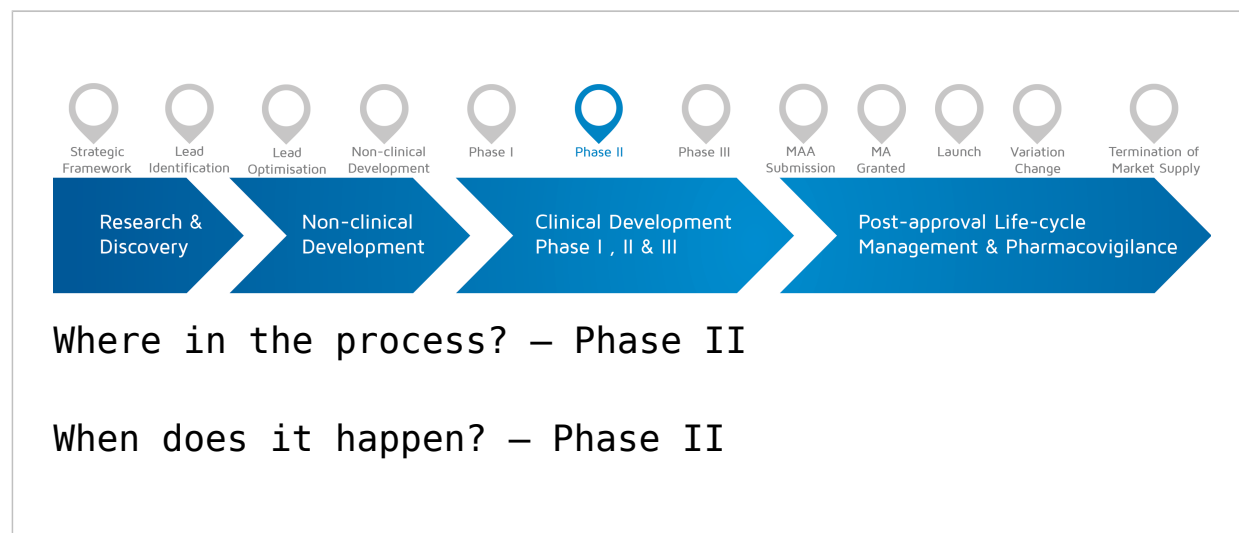 Strategic
Framework
Lead
Identification
Lead
Optimisation
Non-clinical
Development
Phase I
Phase II
Phase III
MAA
Submission
MA
Granted
Launch
Variation
Change
Termination of
Market Supply
Research &
Discovery
Non-clinical
Development
Clinical Development
Phase I , II & III
Post-approval Life-cycle
Management & Pharmacovigilance
Where in the process? – Phase II
When does it happen? – Phase II